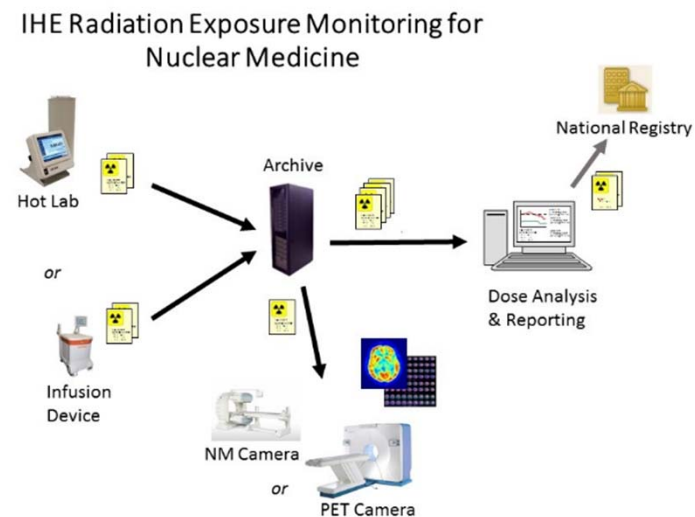 IHE Radiation Exposure Monitoring for
Nuclear Medicine
National Registry
Archive
Hot Lab
or
Dose Analysis
& Reporting
Infusion
Device
NM Camera
or
PET Camera